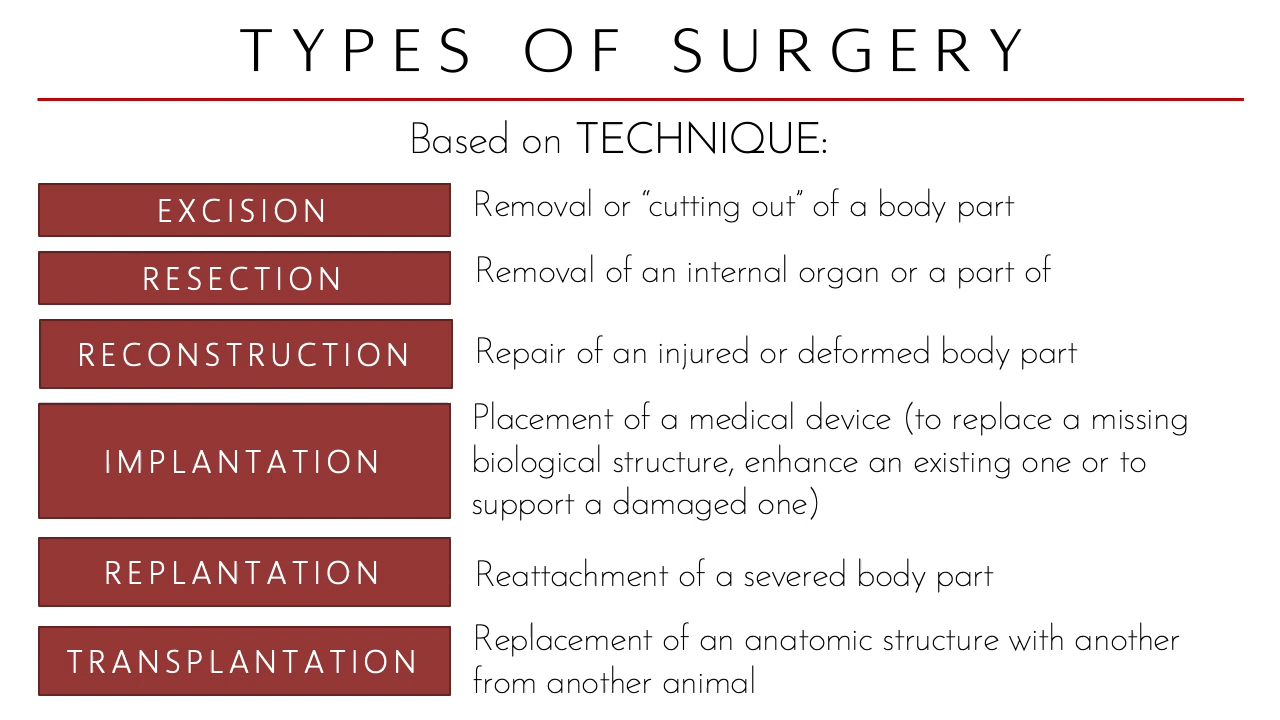 TYPES OF SURGERY
Based on TECHNIQUE:
EXCISION
Removal or “cutting out” of a body part
RESECTION
Removal of an internal organ or a part of
RECONSTRUCTION
Repair of an injured or deformed body part
IMPLANTATION
Placement of a medical device (to replace a missing
biological structure, enhance an existing one or to
support a damaged one)
REPLANTATION
Reattachment of a severed body part
TRANSPLANTATION
Replacement of an anatomic structure with another
from another animal